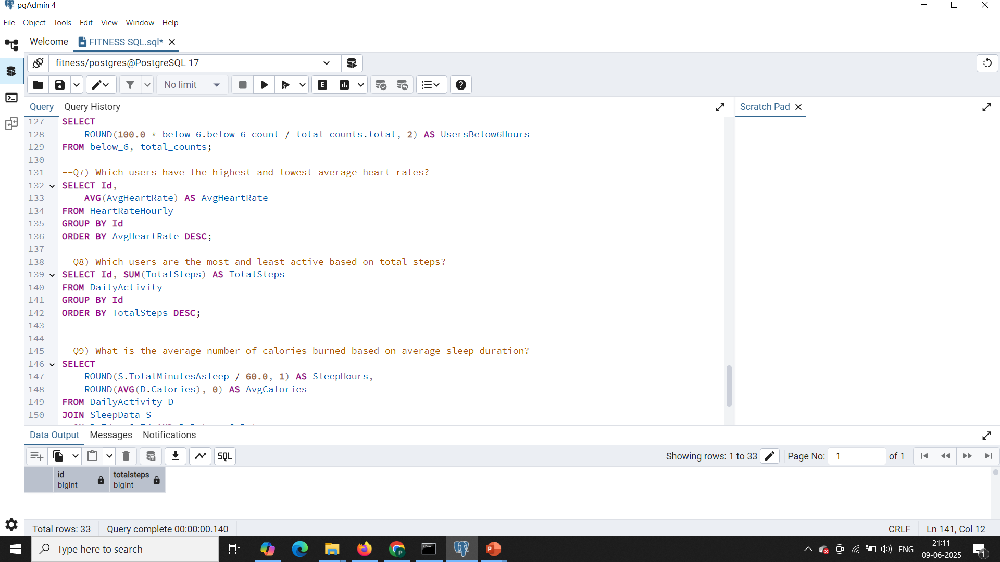 pgAdmin 4
File Object Tools Edit View Window Help
Welcome FITNESS SQL.sql*
fitness/postgres@PostgreSQL 17
No limit
E
Query Query History
Scratch Pad
127 SELECT
128 ROUND(100.0 * below_6.below_6_count / total_counts.total, 2) AS UsersBelow6Hours
129 FROM below_6, total_counts;
130
131 --Q7) Which users have the highest and lowest average heart rates?
132 SELECT Id,
133 AVG(AvgHeartRate) AS AvgHeartRate
134 FROM HeartRateHourly
135 GROUP BY Id
136 ORDER BY AvgHeartRate DESC;
137
138 --Q8) Which users are the most and least active based on total steps?
139 SELECT Id, SUM(TotalSteps) AS TotalSteps
140 FROM DailyActivity
141 GROUP BY Id
142 ORDER BY TotalSteps DESC;
143
144
145 --Q9) What is the average number of calories burned based on average sleep duration?
146 SELECT
147 ROUND(S.TotalMinutesAsleep / 60.0, 1) AS SleepHours,
148 ROUND(AVG(D.Calories), 0) AS AvgCalories
149 FROM DailyActivity D
150 JOIN SleepData S
Data Output Messages Notifications
SQL
Showing rows: 1 to 33 Page No: 1 of 1
id totalsteps
bigint bigint
Total rows: 33 Query complete 00:00:00.140 CRLF Ln 141, Col 12
Type here to search
P
P
ENG
21:11
09-06-2025
1